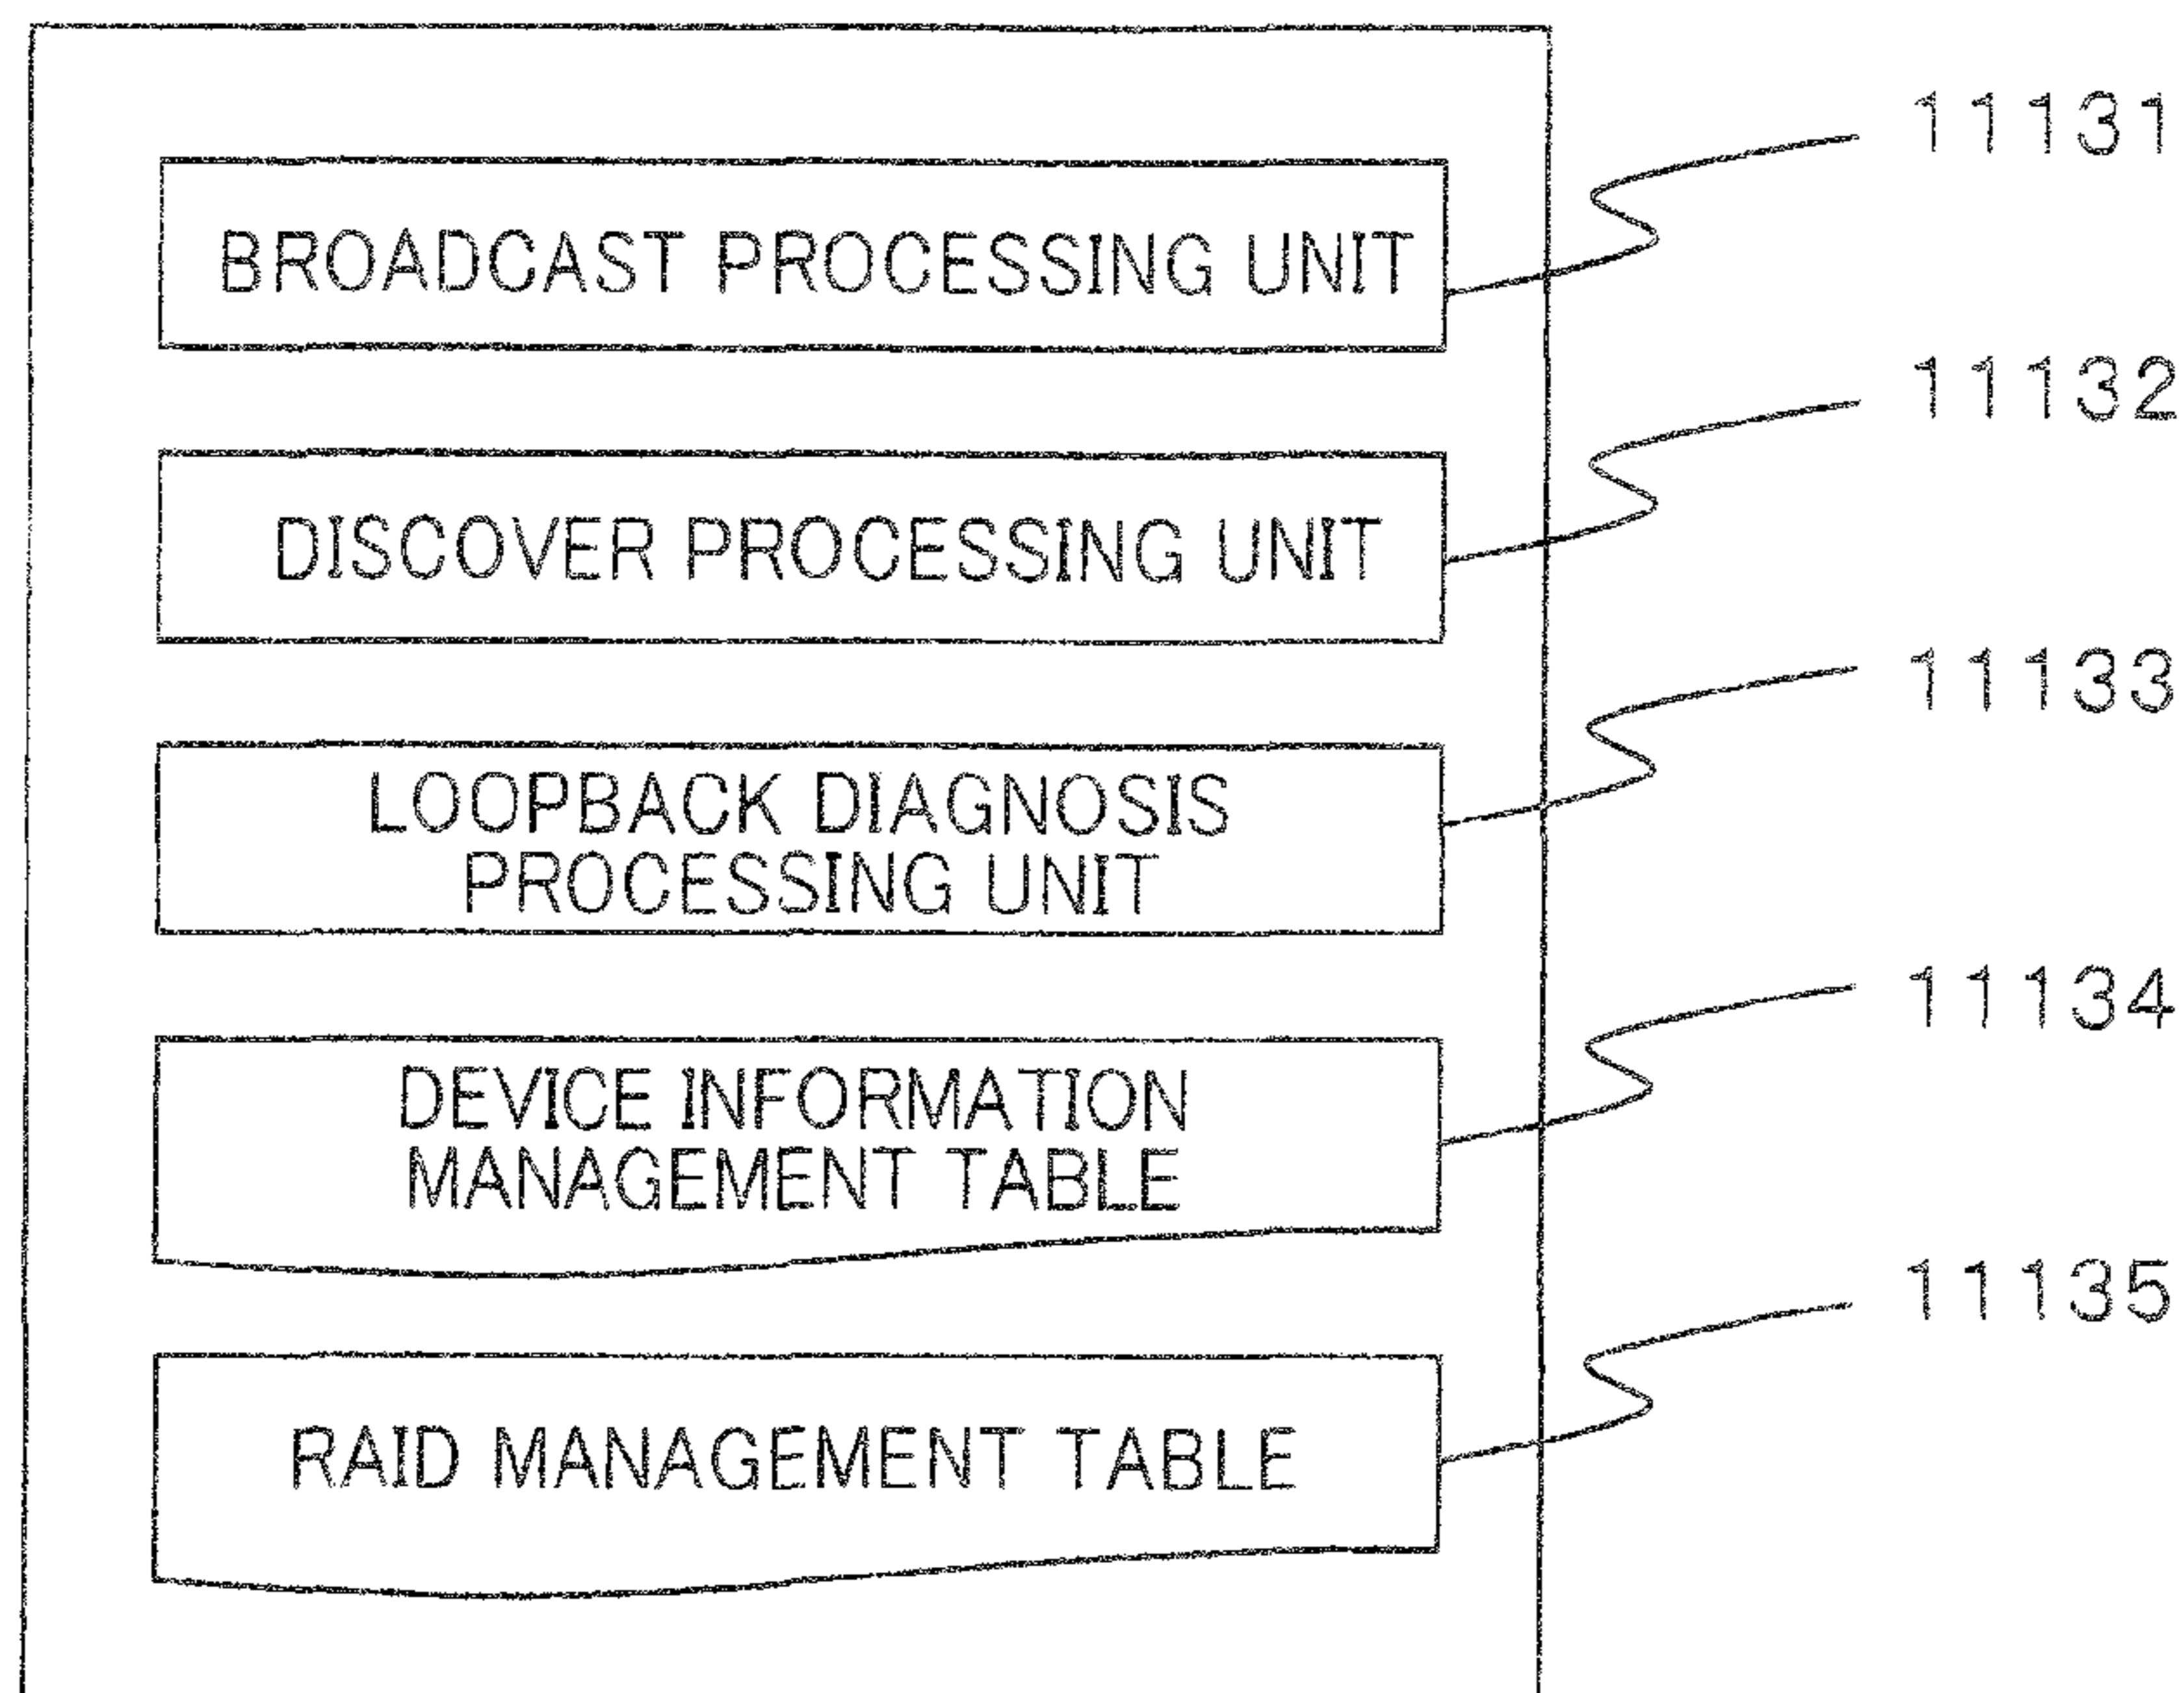 BROADCAST PROCESSING UNIT
11131
DISCOVER PROCESSING UNIT
11132
LOOPBACK DIAGNOSIS
PROCESSING UNIT
11133
DEVICE INFORMATION
MANAGEMENT TABLE
11134
RAID MANAGEMENT TABLE
11135